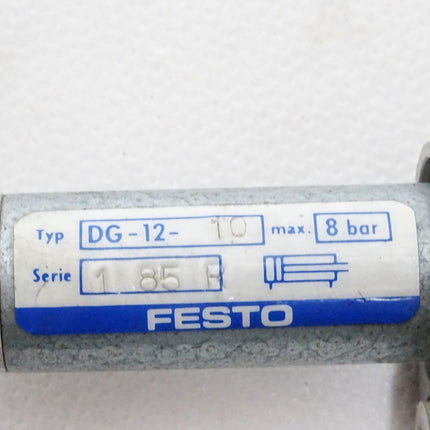 Typ DG-12- 10 max. 8 bar
Serie 1 85 R
FESTO